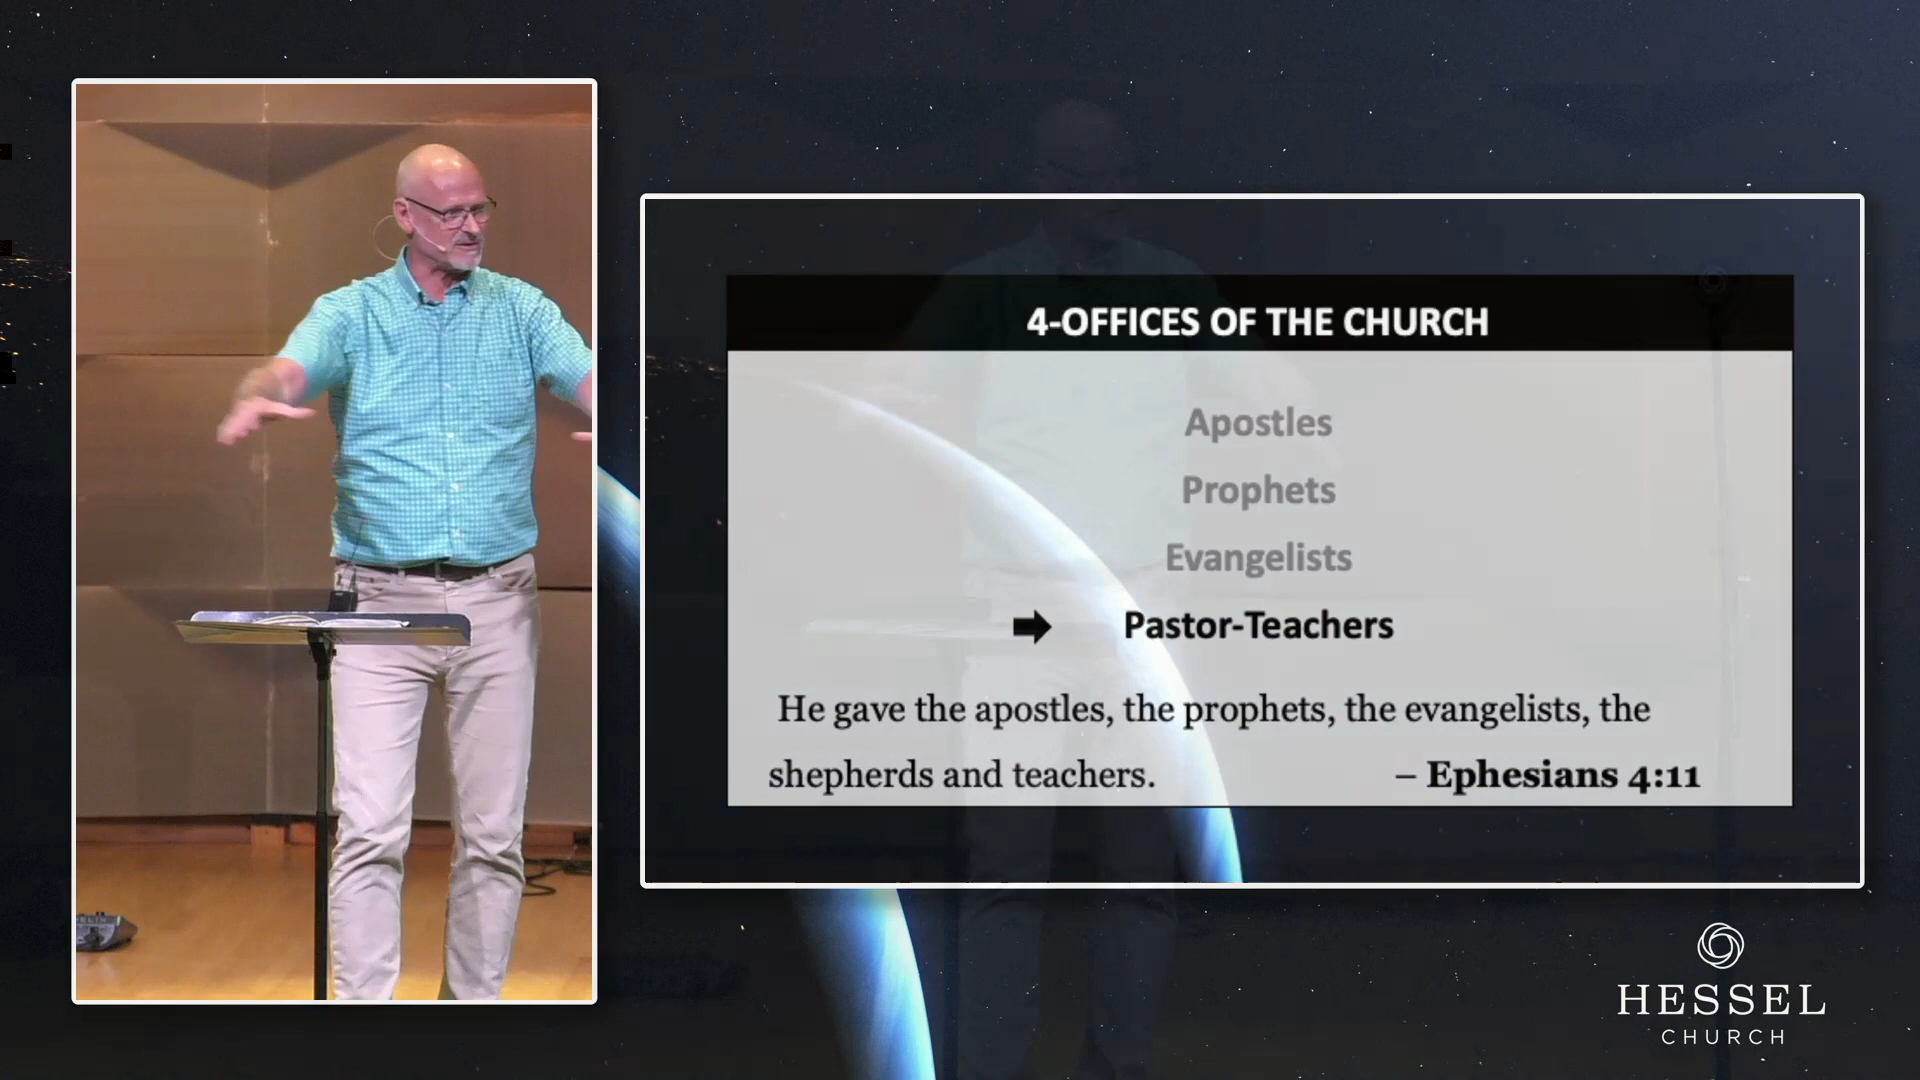 4-OFFICES OF THE CHURCH
Apostles
Prophets
Evangelists
Pastor-Teachers
He gave the apostles, the prophets, the evangelists, the
shepherds and teachers. – Ephesians 4:11
HESSEL
CHURCH